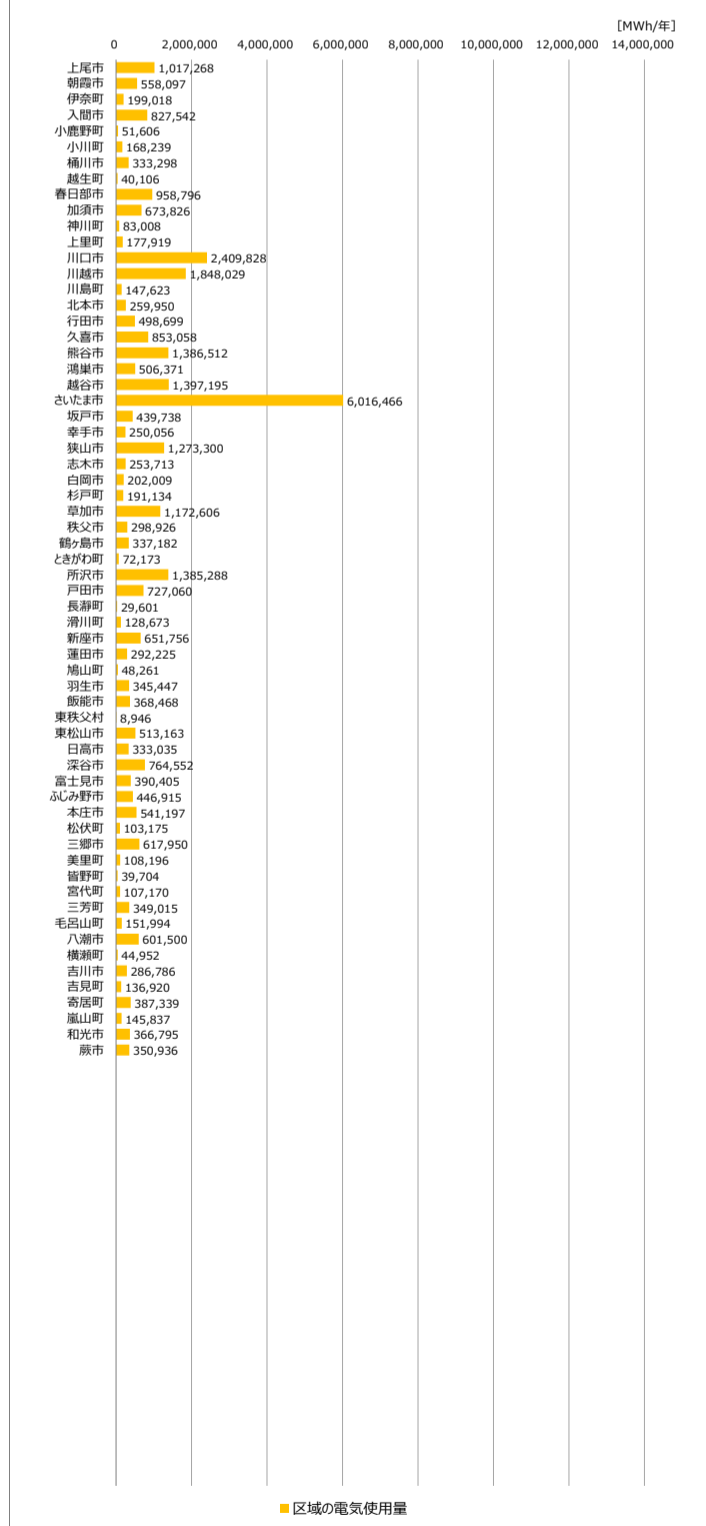 [MWh/年]
0 2,000,000 4,000,000 6,000,000 8,000,000 10,000,000 12,000,000 14,000,000
上尾市 1,017,268
朝霞市 558,097
伊奈町 199,018
入間市 827,542
小鹿野町 51,606
小川町 168,239
桶川市 333,298
越生町 40,106
春日部市 958,796
加須市 673,826
神川町 83,008
上里町 177,919
川口市 2,409,828
川越市 1,848,029
川島町 147,623
北本市 259,950
行田市 498,699
久喜市 853,058
熊谷市 1,386,512
鴻巣市 506,371
越谷市 1,397,195
さいたま市 6,016,466
坂戸市 439,738
幸手市 250,056
狭山市 1,273,300
志木市 253,713
白岡市 202,009
杉戸町 191,134
草加市 1,172,606
秩父市 298,926
鶴ヶ島市 337,182
ときがわ町 72,173
所沢市 1,385,288
戸田市 727,060
長瀞町 29,601
滑川町 128,673
新座市 651,756
蓮田市 292,225
鳩山町 48,261
羽生市 345,447
飯能市 368,468
東秩父村 8,946
東松山市 513,163
日高市 333,035
深谷市 764,552
富士見市 390,405
ふじみ野市 446,915
本庄市 541,197
松伏町 103,175
三郷市 617,950
美里町 108,196
皆野町 39,704
宮代町 107,170
三芳町 349,015
毛呂山町 151,994
八潮市 601,500
横瀬町 44,952
吉川市 286,786
吉見町 136,920
寄居町 387,339
嵐山町 145,837
和光市 366,795
蕨市 350,936
区域の電気使用量